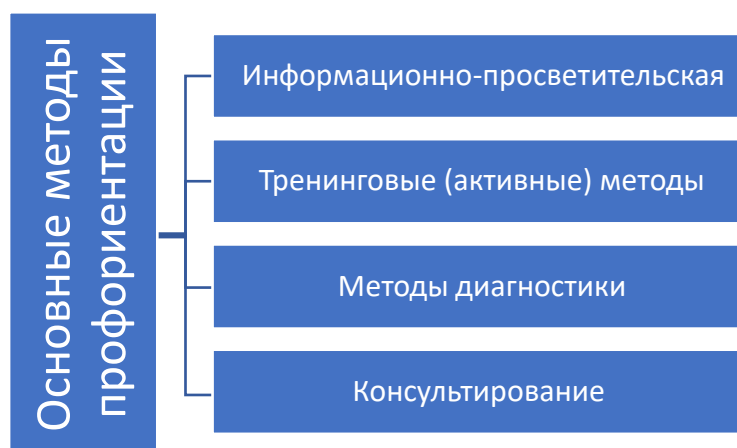 Основные методы
профориентации
Информационно-просветительская
Тренинговые (активные) методы
Методы диагностики
Консультирование